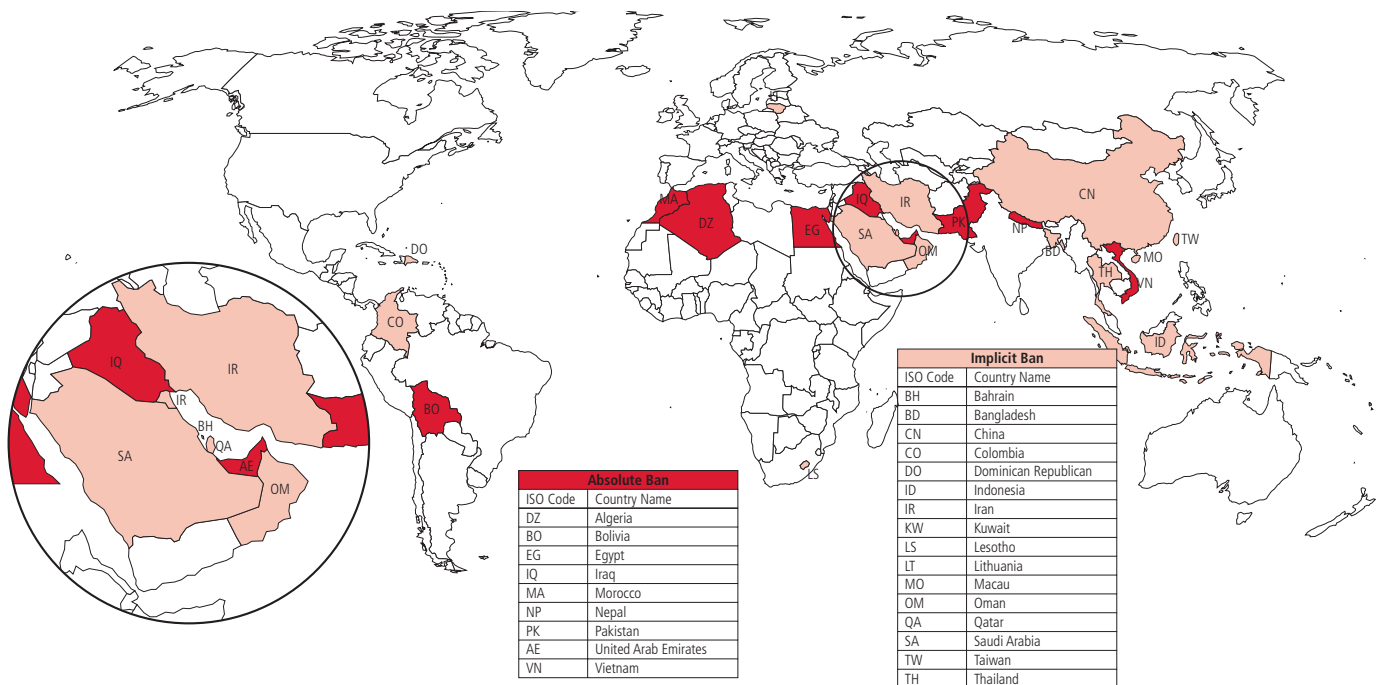 LT
DO
CO
BO
MA
DZ
EG
IQ
IR
SA
OM
PK
NP
BD
CN
TW
MO
TH
VN
ID
LS
IQ
IR
IR
BH
QA
SA
AE
OM
Absolute Ban
ISO Code Country Name
DZ Algeria
BO Bolivia
EG Egypt
IQ Iraq
MA Morocco
NP Nepal
PK Pakistan
AE United Arab Emirates
VN Vietnam
Implicit Ban
ISO Code Country Name
BH Bahrain
BD Bangladesh
CN China
CO Colombia
DO Dominican Republican
ID Indonesia
IR Iran
KW Kuwait
LS Lesotho
LT Lithuania
MO Macau
OM Oman
QA Qatar
SA Saudi Arabia
TW Taiwan
TH Thailand